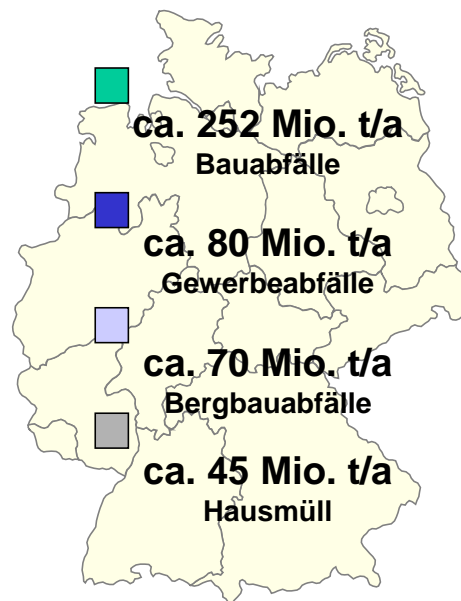 ca. 252 Mio. t/a
Bauabfälle
ca. 80 Mio. t/a
Gewerbeabfälle
ca. 70 Mio. t/a
Bergbauabfälle
ca. 45 Mio. t/a
Hausmüll